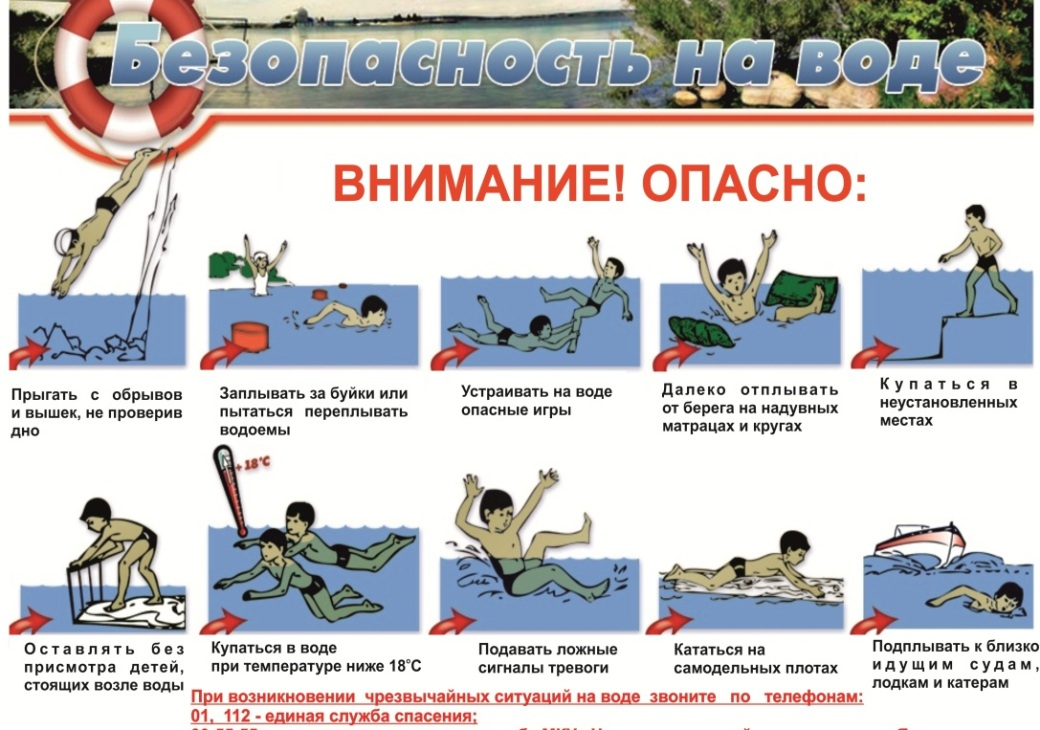 Безопасность на воде
ВНИМАНИЕ! ОПАСНО:
Прыгать с обрывов
и вышек, не проверив
дно
Заплывать за буйки или
пытаться переплывать
водоемы
Устраивать на воде
опасные игры
Далеко отплывать
от берега на надувных
матрацах и кругах
Купаться в
неустановленных
местах
+ 18°C
Оставлять без
присмотра детей,
стоящих возле воды
Купаться в воде
при температуре ниже 18°С
Подавать ложные
сигналы тревоги
Кататься на
самодельных плотах
Подплывать к близко
идущим судам,
лодкам и катерам
При возникновении чрезвычайных ситуаций на воде звоните по телефонам:
01, 112 - единая служба спасения;